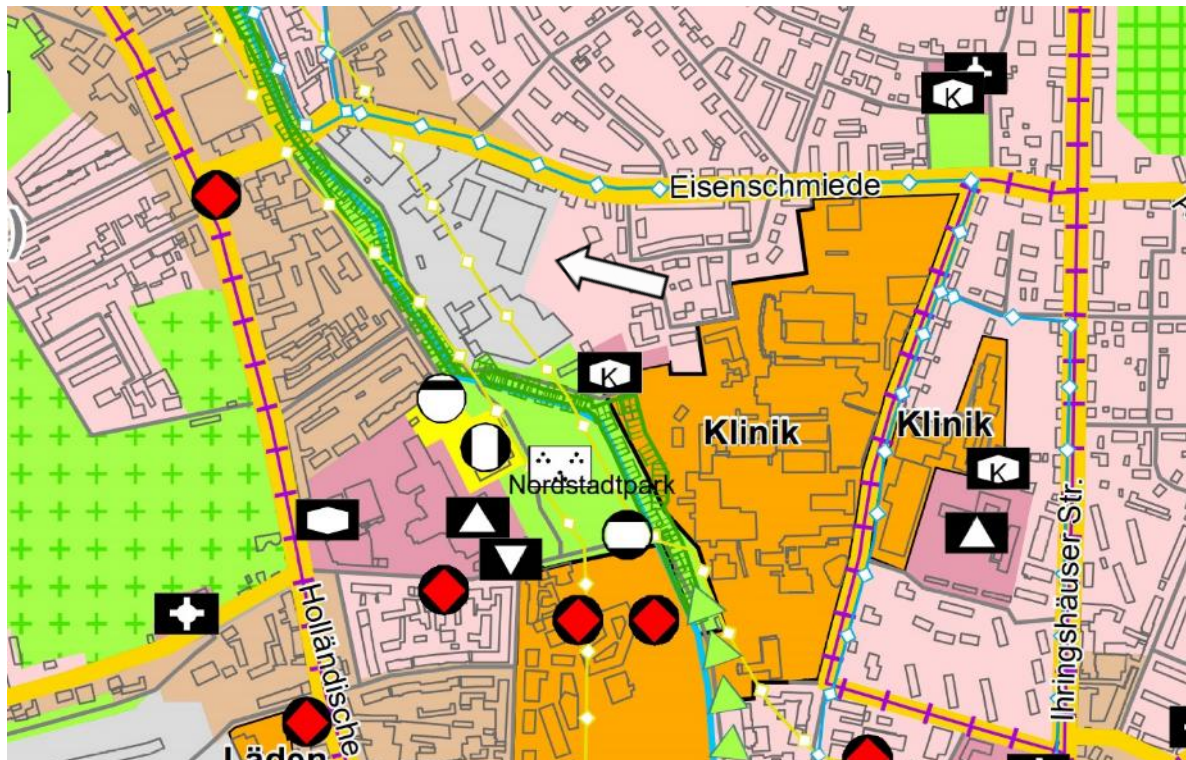 K
Eisenschmiede
)
K
Klinik
Klinik
K
Nordstadtpark
Ihringshäuser Str.
Holländische
Läden